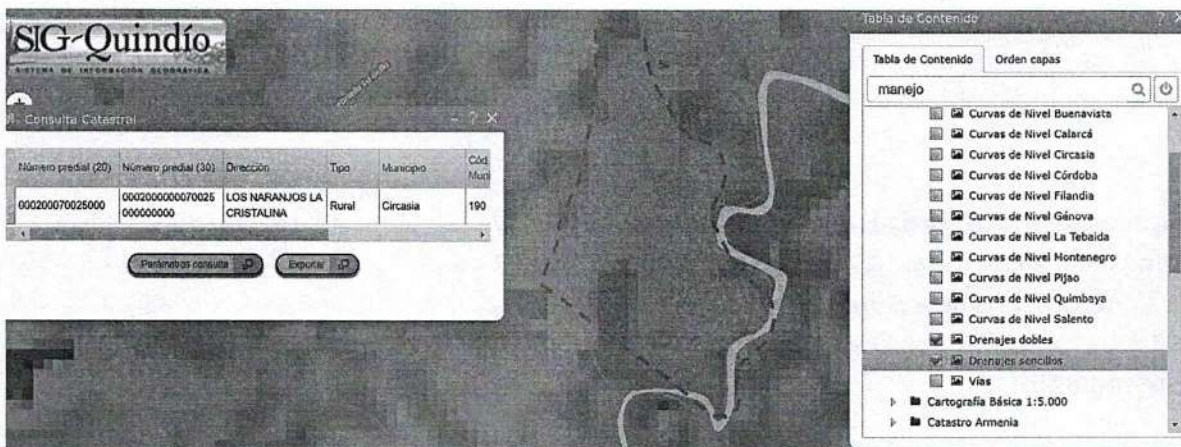 SIG-Quindío
SISTEMA DE INFORMACIÓN GEOGRÁFICA
Consulta Catastral
Número predial (20) Número predial (30) Dirección Tipo Municipio Cód. Muni
000200070025000 0002000000070025 000000000 LOS NARANJOS LA CRISTALINA Rural Circasia 190
Parámetros consulta Exportar
Tabla de Contenido
Tabla de Contenido Orden capas
manejo
Curvas de Nivel Buenavista
Curvas de Nivel Calarcá
Curvas de Nivel Circasia
Curvas de Nivel Córdoba
Curvas de Nivel Filandia
Curvas de Nivel Génova
Curvas de Nivel La Tebaida
Curvas de Nivel Montenegro
Curvas de Nivel Pijao
Curvas de Nivel Quimbaya
Curvas de Nivel Salento
Drenajes dobles
Drenajes sencillos
Vías
Cartografía Básica 1:5.000
Catastro Armenia